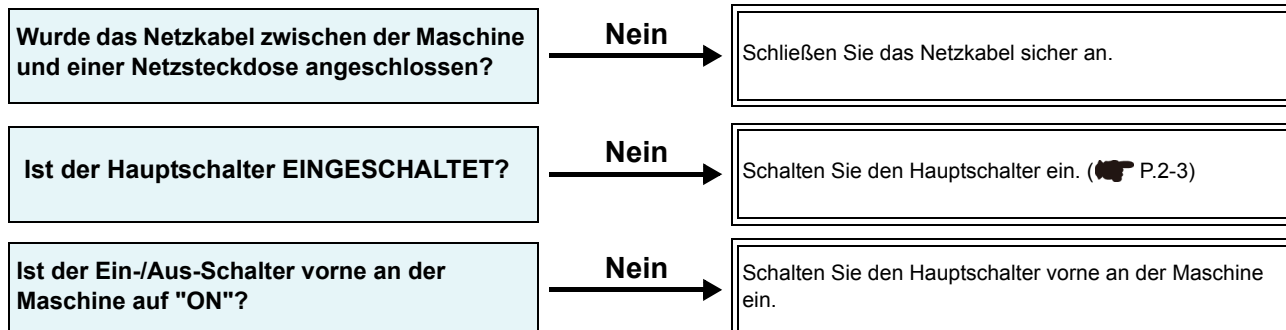 Wurde das Netzkabel zwischen der Maschine
und einer Netzsteckdose angeschlossen?
Nein
Schließen Sie das Netzkabel sicher an.
Ist der Hauptschalter EINGESCHALTET?
Nein
Schalten Sie den Hauptschalter ein. ( P.2-3)
Ist der Ein-/Aus-Schalter vorne an der
Maschine auf "ON"?
Nein
Schalten Sie den Hauptschalter vorne an der Maschine
ein.